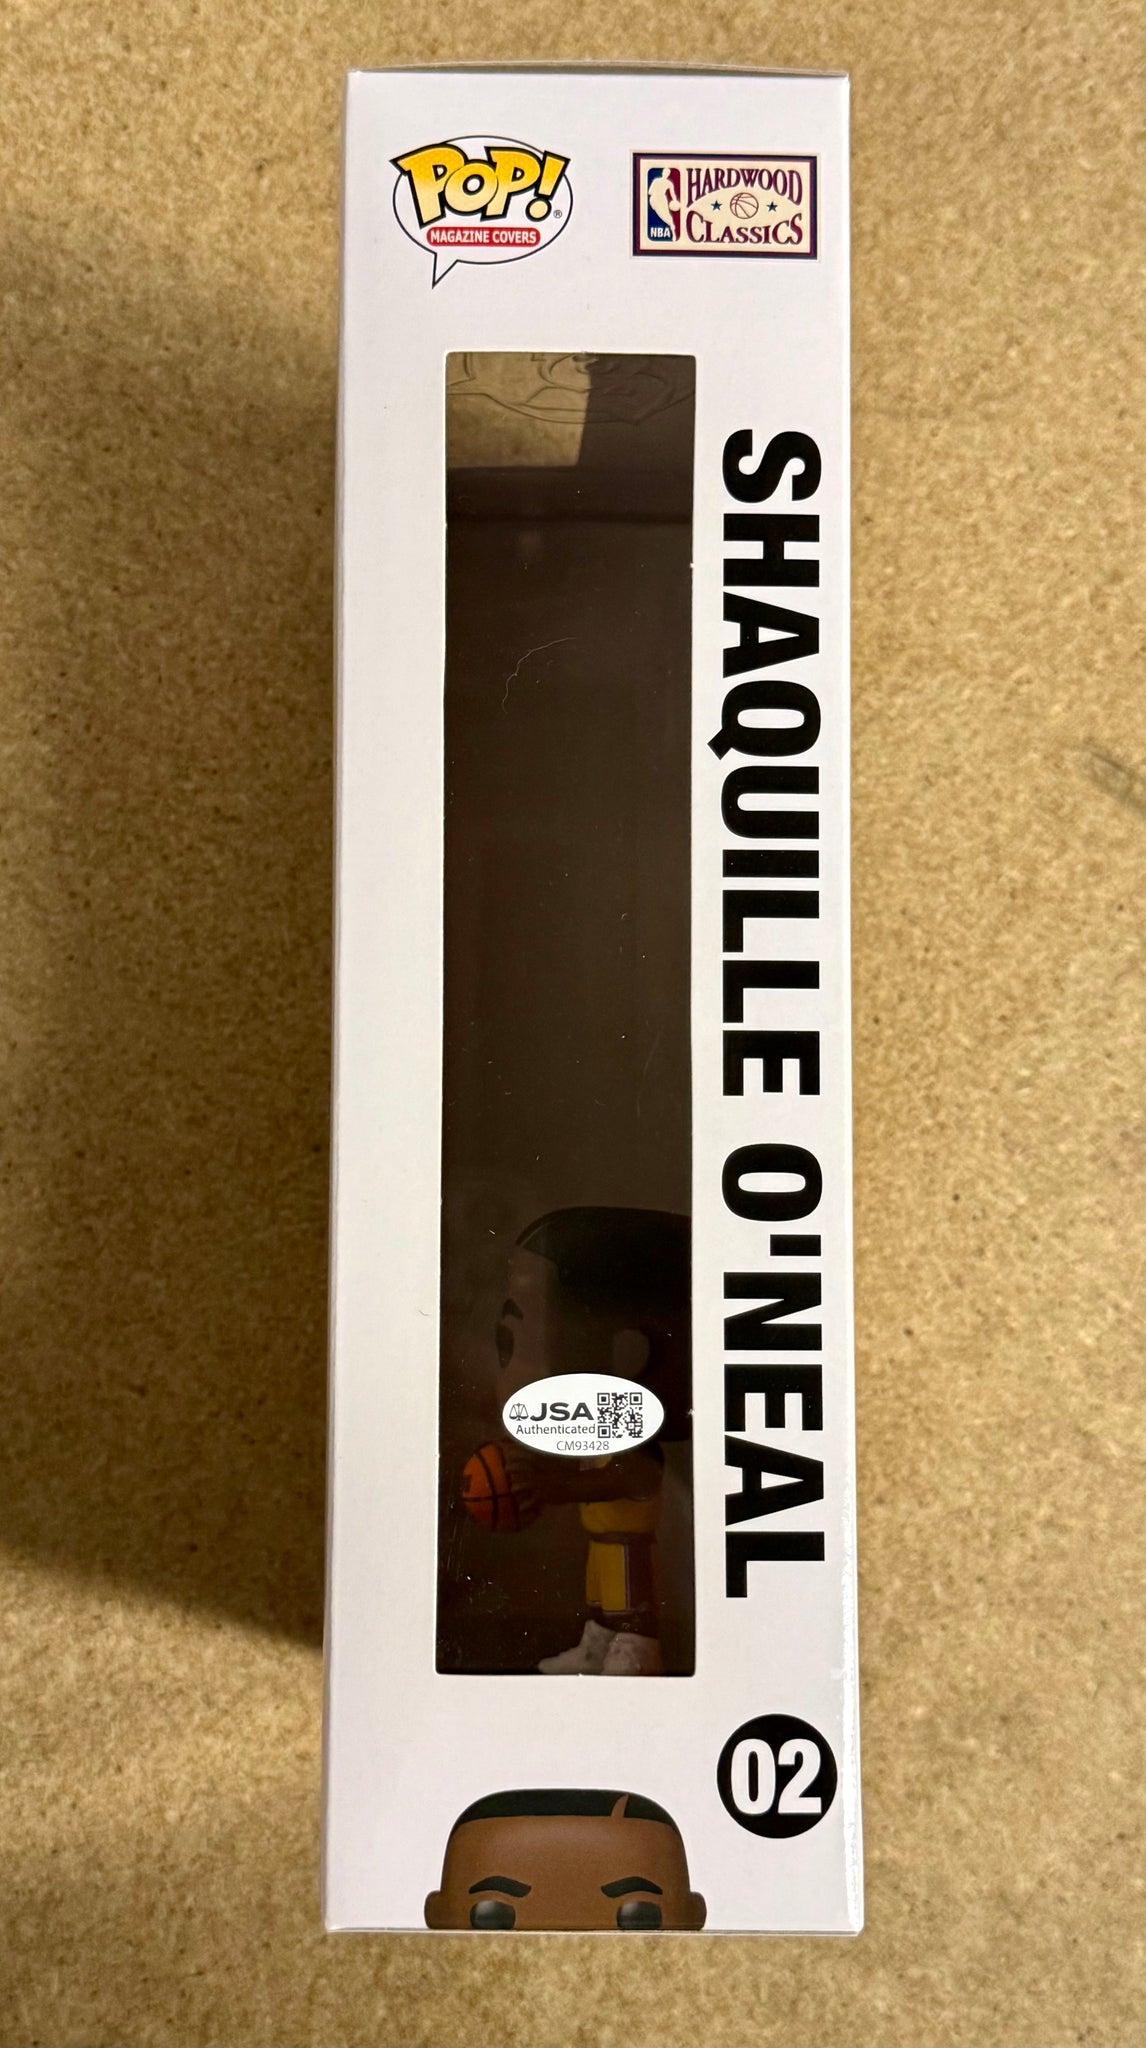 POP!®
MAGAZINE COVERS
NBA
HARDWOOD
CLASSICS
SHAQUILLE O'NEAL
JSA
Authenticated
CM93428
02